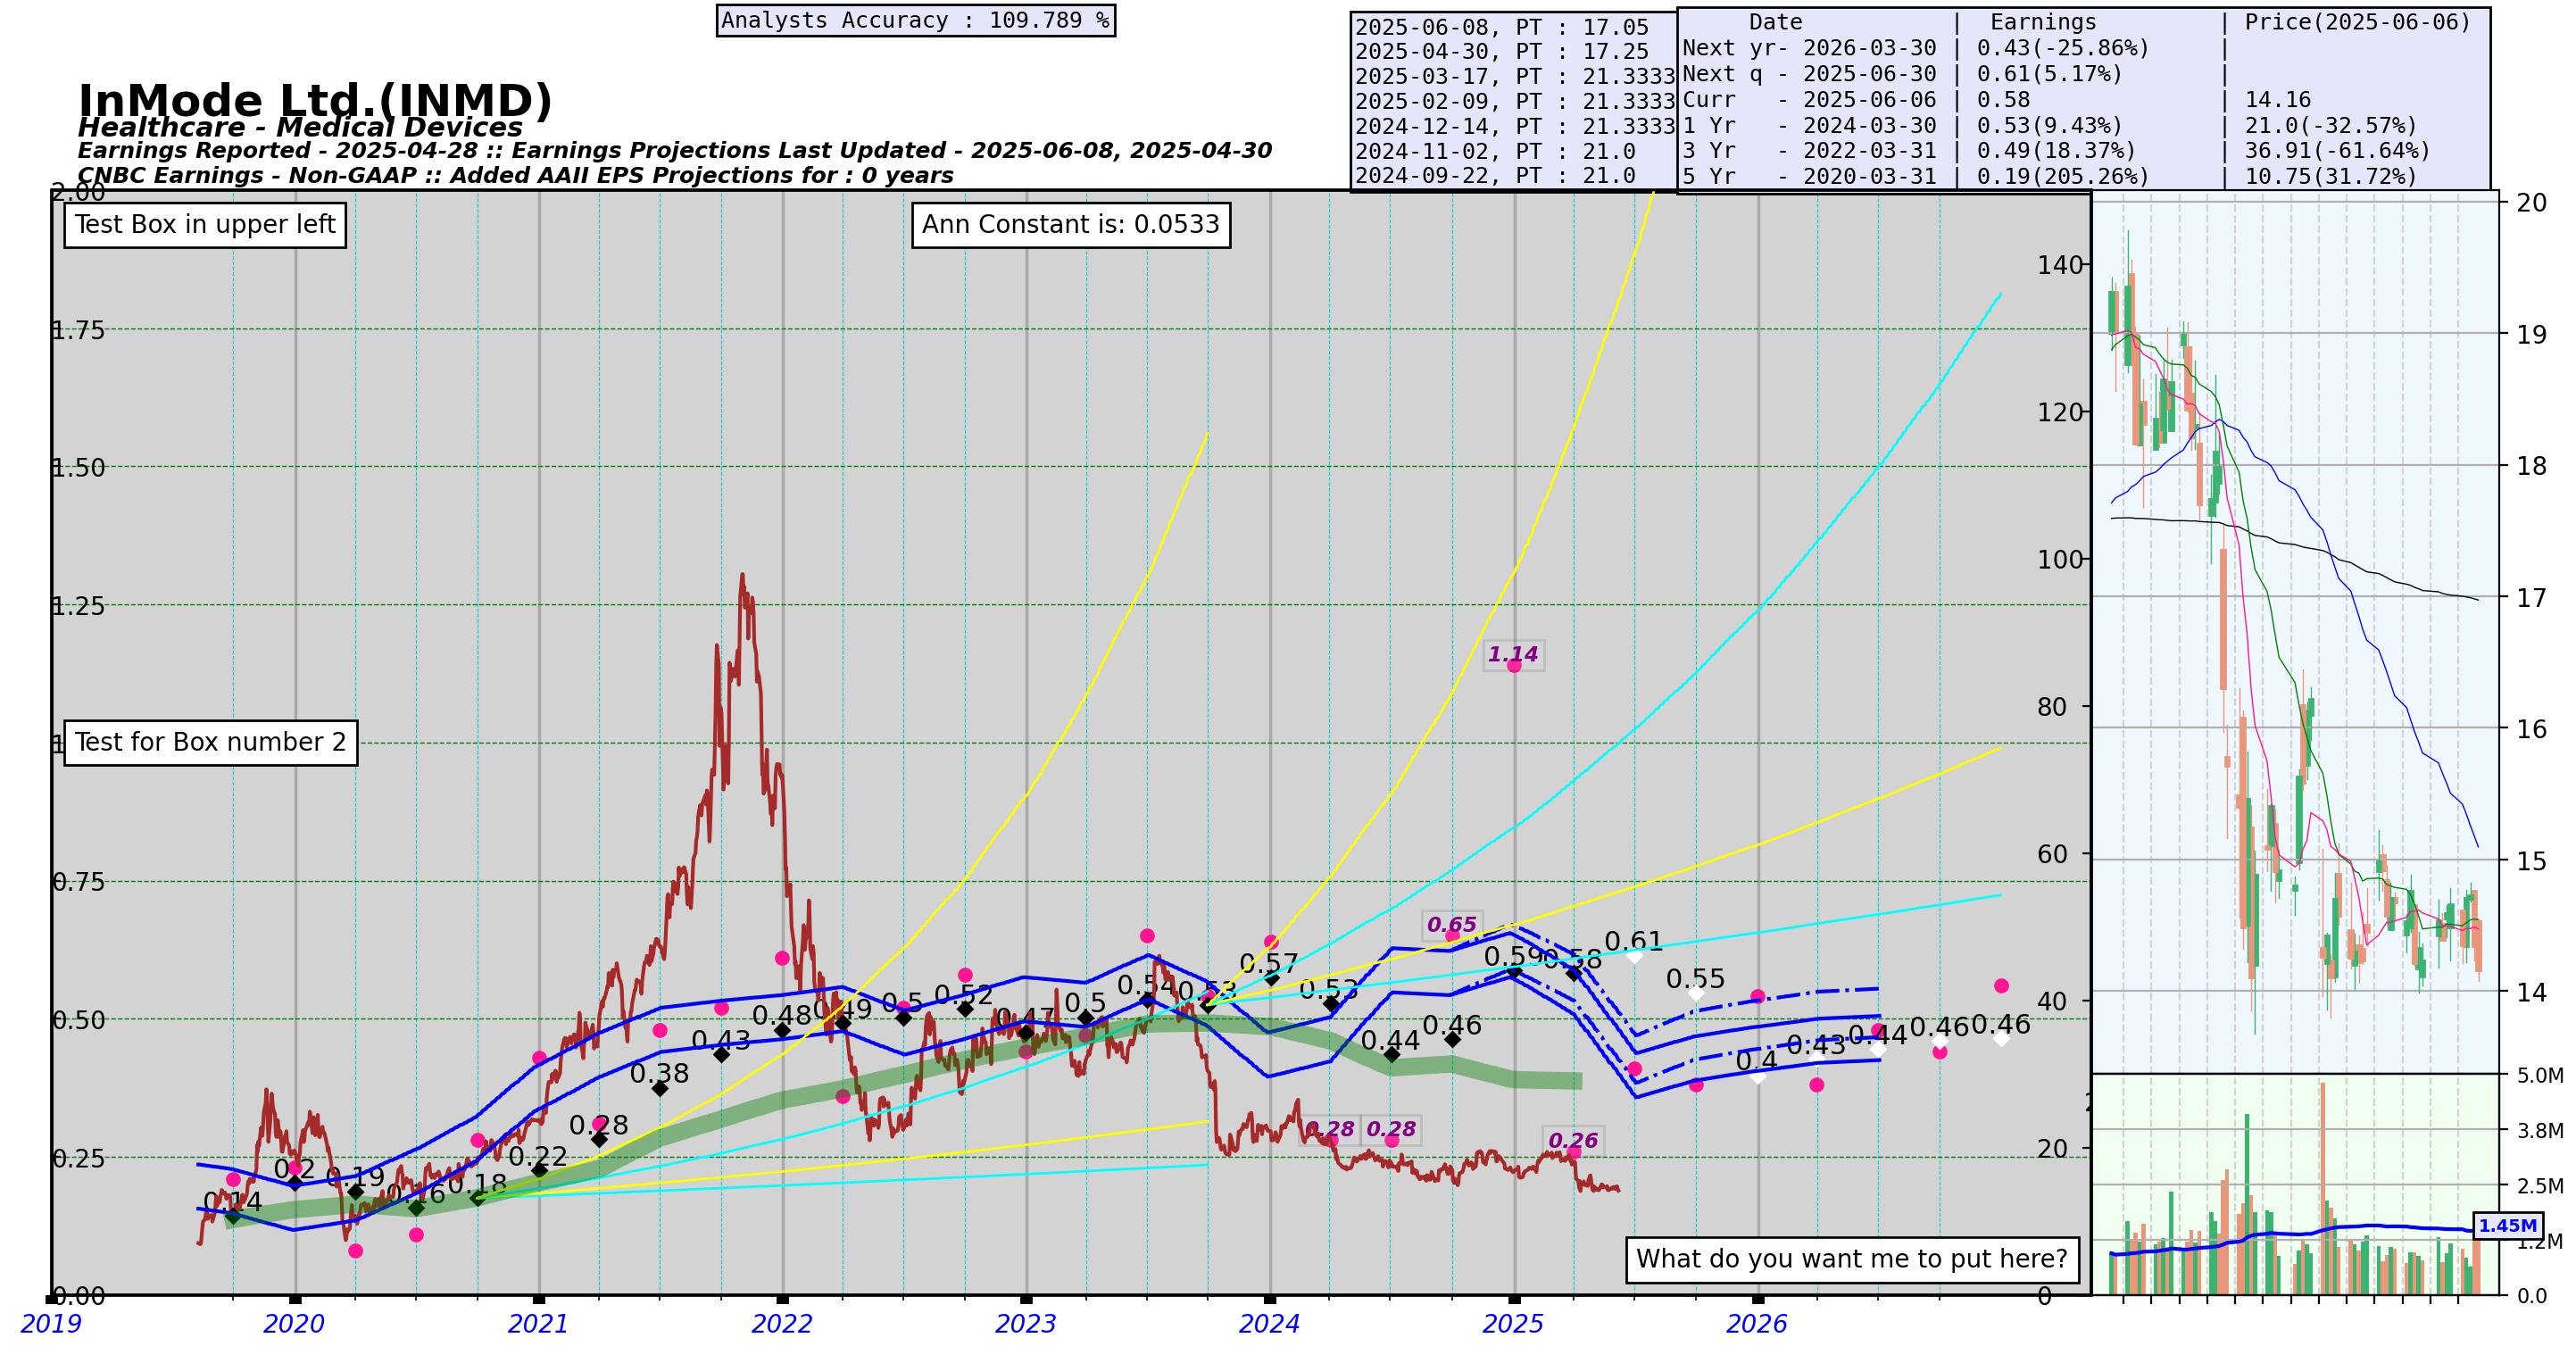 Analysts Accuracy : 109.789 %
2025-06-08, PT : 17.05
2025-04-30, PT : 17.25
2025-03-17, PT : 21.3333
2025-02-09, PT : 21.3333
2024-12-14, PT : 21.3333
2024-11-02, PT : 21.0
2024-09-22, PT : 21.0
Date | Earnings | Price(2025-06-06)
Next yr- 2026-03-30 | 0.43(-25.86%) |
Next q - 2025-06-30 | 0.61(5.17%) |
Curr - 2025-06-06 | 0.58 | 14.16
1 Yr - 2024-03-30 | 0.53(9.43%) | 21.0(-32.57%)
3 Yr - 2022-03-31 | 0.49(18.37%) | 36.91(-61.64%)
5 Yr - 2020-03-31 | 0.19(205.26%) | 10.75(31.72%)
InMode Ltd.(INMD)
Healthcare - Medical Devices
Earnings Reported - 2025-04-28 :: Earnings Projections Last Updated - 2025-06-08, 2025-04-30
CNBC Earnings - Non-GAAP :: Added AAII EPS Projections for : 0 years
Test Box in upper left
Ann Constant is: 0.0533
Test for Box number 2
What do you want me to put here?
2.00
1.75
1.50
1.25
0.75
0.50
0.25
0.00
0.14
0.2
0.19
0.16
0.18
0.22
0.28
0.38
0.43
0.48
0.49
0.5
0.52
0.47
0.5
0.54
0.53
0.57
0.53
0.44
0.46
0.59
0.58
0.61
0.55
0.4
0.43
0.44
0.46
0.46
0.28
0.28
0.65
1.14
0.26
140
120
100
80
60
40
20
0
20
19
18
17
16
15
14
5.0M
3.8M
2.5M
1.45M
1.2M
0.0
2019
2020
2021
2022
2023
2024
2025
2026